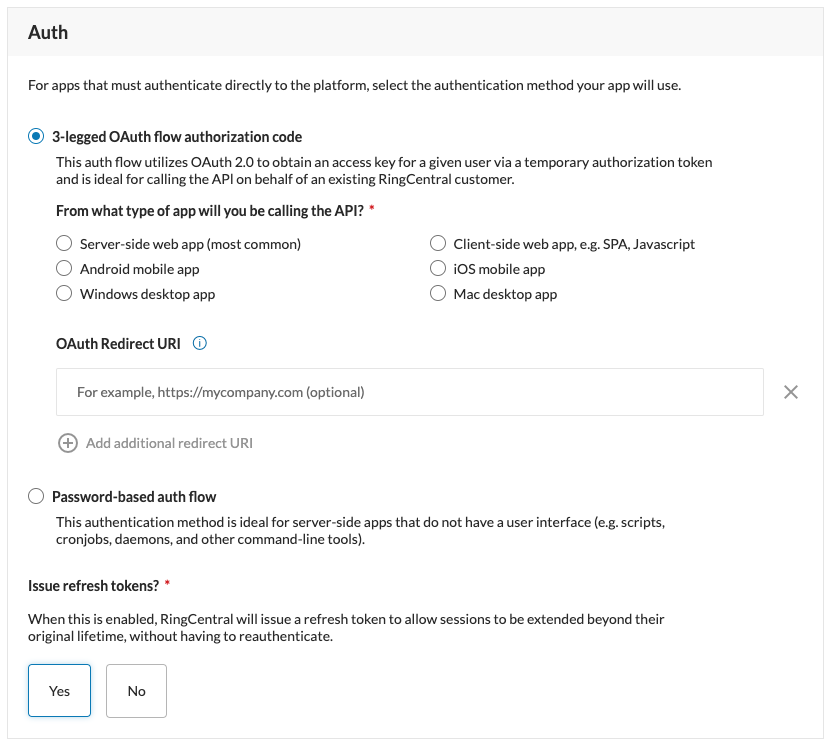 Auth
For apps that must authenticate directly to the platform, select the authentication method your app will use.
3-legged OAuth flow authorization code
This auth flow utilizes OAuth 2.0 to obtain an access key for a given user via a temporary authorization token
and is ideal for calling the API on behalf of an existing RingCentral customer.
From what type of app will you be calling the API? *
Server-side web app (most common)
Client-side web app, e.g. SPA, Javascript
Android mobile app
iOS mobile app
Windows desktop app
Mac desktop app
OAuth Redirect URI
For example, https://mycompany.com (optional)
Add additional redirect URI
Password-based auth flow
This authentication method is ideal for server-side apps that do not have a user interface (e.g. scripts,
cronjobs, daemons, and other command-line tools).
Issue refresh tokens? *
When this is enabled, RingCentral will issue a refresh token to allow sessions to be extended beyond their
original lifetime, without having to reauthenticate.
Yes
No